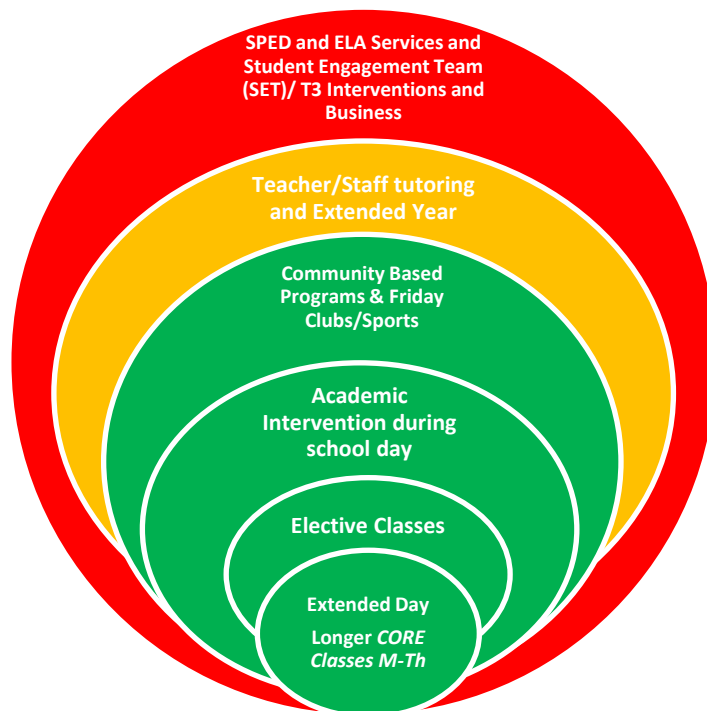 SPED and ELA Services and
Student Engagement Team
(SET)/ T3 Interventions and
Business
Teacher/Staff tutoring
and Extended Year
Community Based
Programs & Friday
Clubs/Sports
Academic
Intervention during
school day
Elective Classes
Extended Day
Longer CORE
Classes M-Th